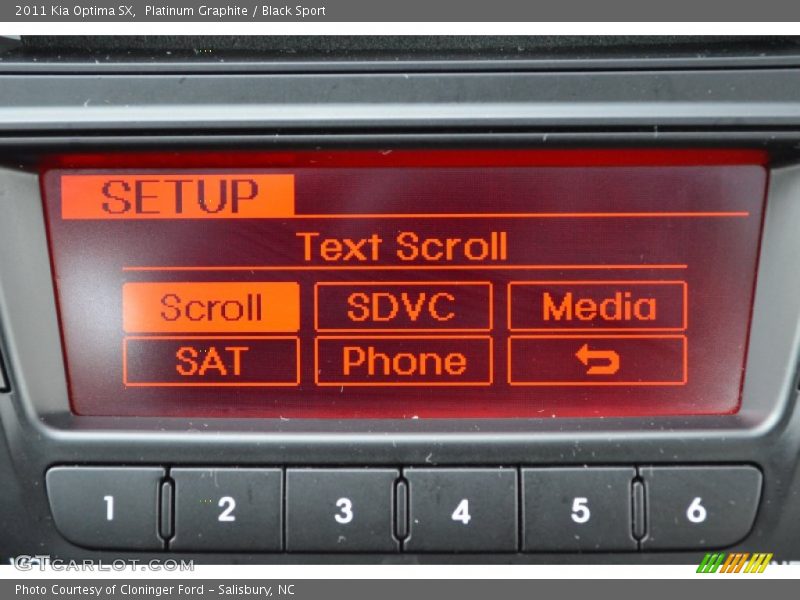 2011 Kia Optima SX, Platinum Graphite / Black Sport
SETUP
Text Scroll
Scroll SDVC Media
SAT Phone
1 2 3 4 5 6
GTCARLOT.COM
Photo Courtesy of Cloninger Ford - Salisbury, NC